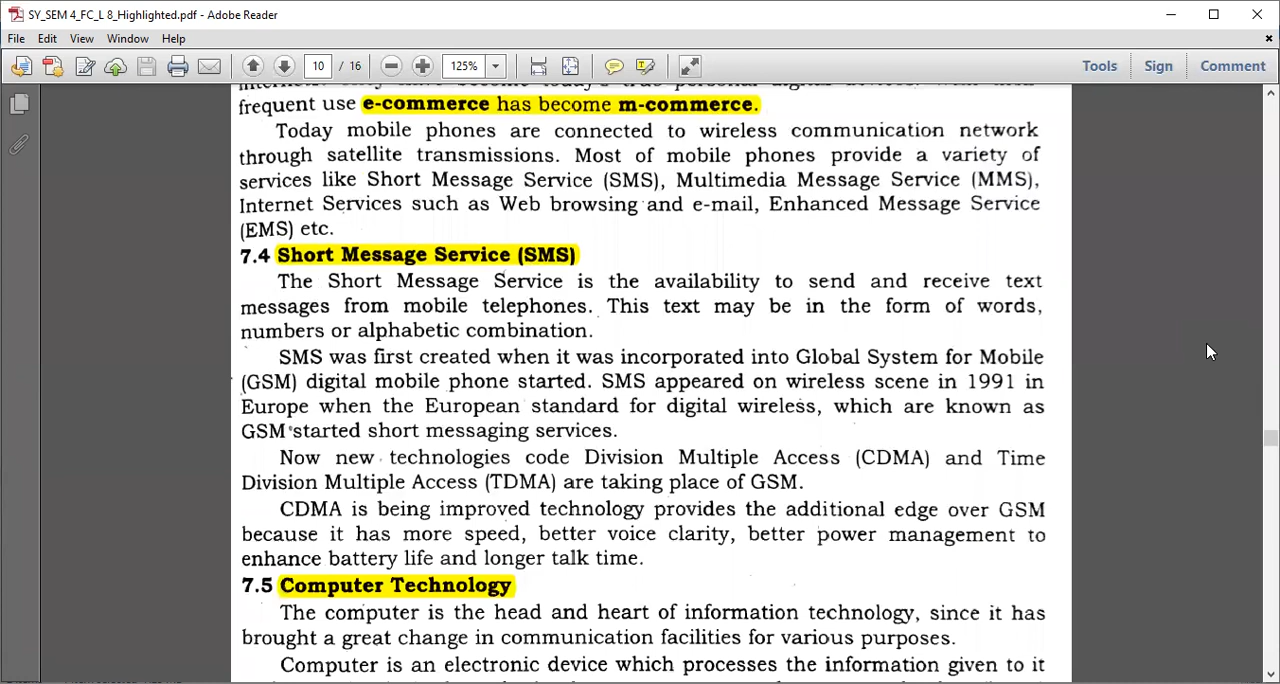 SY_SEM 4_FC_L 8_Highlighted.pdf - Adobe Reader
File Edit View Window Help
10 / 16 125% Tools Sign Comment
frequent use e-commerce has become m-commerce.
Today mobile phones are connected to wireless communication network
through satellite transmissions. Most of mobile phones provide a variety of
services like Short Message Service (SMS), Multimedia Message Service (MMS),
Internet Services such as Web browsing and e-mail, Enhanced Message Service
(EMS) etc.
7.4 Short Message Service (SMS)
The Short Message Service is the availability to send and receive text
messages from mobile telephones. This text may be in the form of words,
numbers or alphabetic combination.
SMS was first created when it was incorporated into Global System for Mobile
(GSM) digital mobile phone started. SMS appeared on wireless scene in 1991 in
Europe when the European standard for digital wireless, which are known as
GSM started short messaging services.
Now new technologies code Division Multiple Access (CDMA) and Time
Division Multiple Access (TDMA) are taking place of GSM.
CDMA is being improved technology provides the additional edge over GSM
because it has more speed, better voice clarity, better power management to
enhance battery life and longer talk time.
7.5 Computer Technology
The computer is the head and heart of information technology, since it has
brought a great change in communication facilities for various purposes.
Computer is an electronic device which processes the information given to it